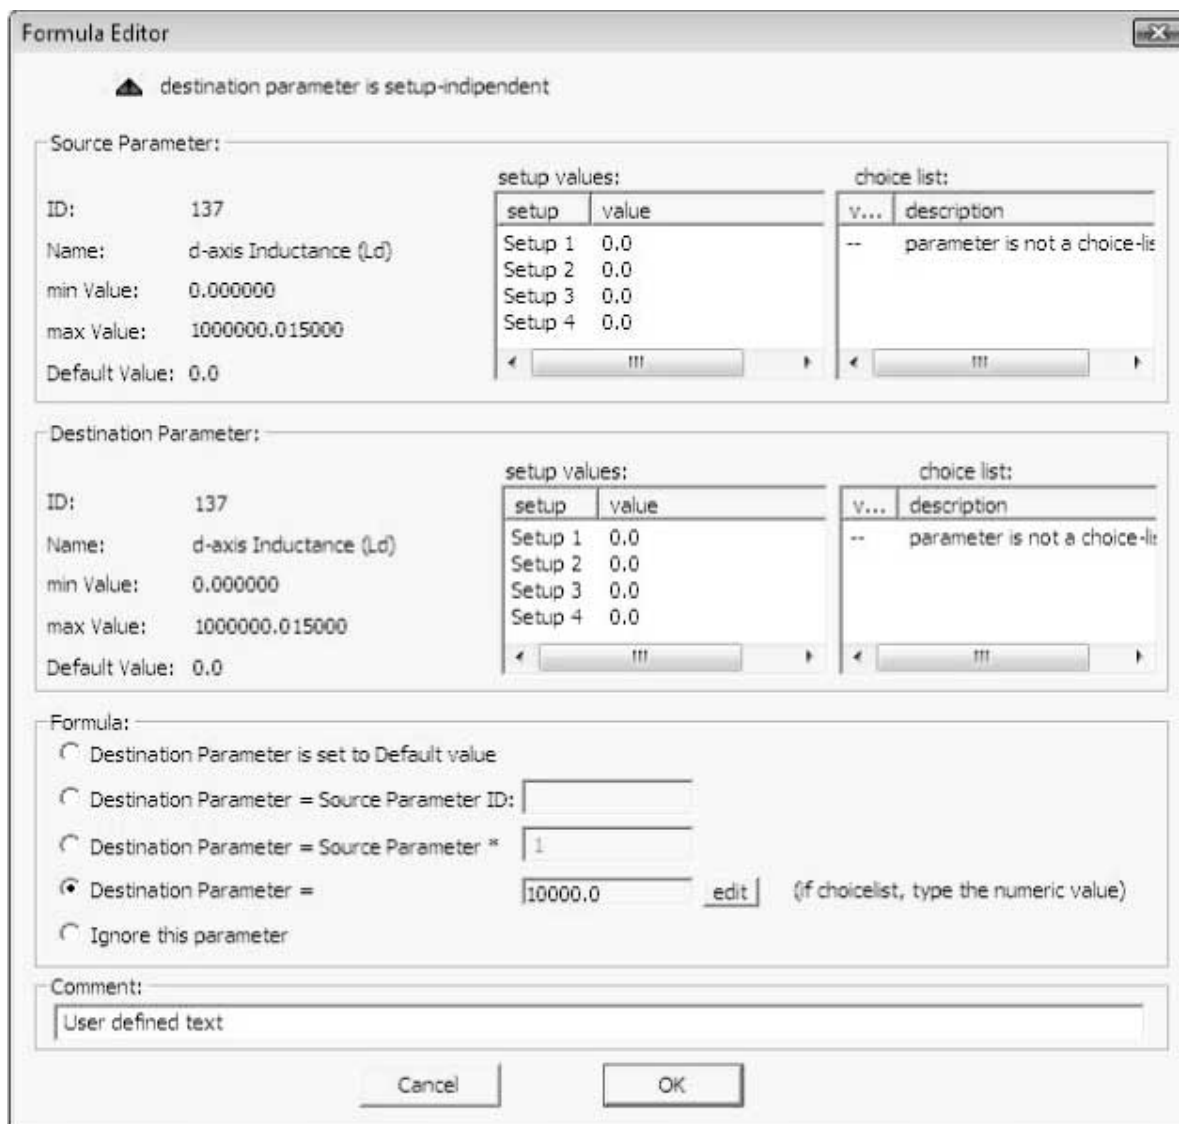 Formula Editor
destination parameter is setup-indipendent
Source Parameter:
ID: 137
Name: d-axis Inductance (Ld)
min Value: 0.000000
max Value: 1000000.015000
Default Value: 0.0
setup values:
setup value
Setup 1 0.0
Setup 2 0.0
Setup 3 0.0
Setup 4 0.0
choice list:
v... description
-- parameter is not a choice-lis
Destination Parameter:
ID: 137
Name: d-axis Inductance (Ld)
min Value: 0.000000
max Value: 1000000.015000
Default Value: 0.0
setup values:
setup value
Setup 1 0.0
Setup 2 0.0
Setup 3 0.0
Setup 4 0.0
choice list:
v... description
-- parameter is not a choice-lis
Formula:
Destination Parameter is set to Default value
Destination Parameter = Source Parameter ID:
Destination Parameter = Source Parameter * 1
Destination Parameter = 10000.0 edit (if choicelist, type the numeric value)
Ignore this parameter
Comment:
User defined text
Cancel OK